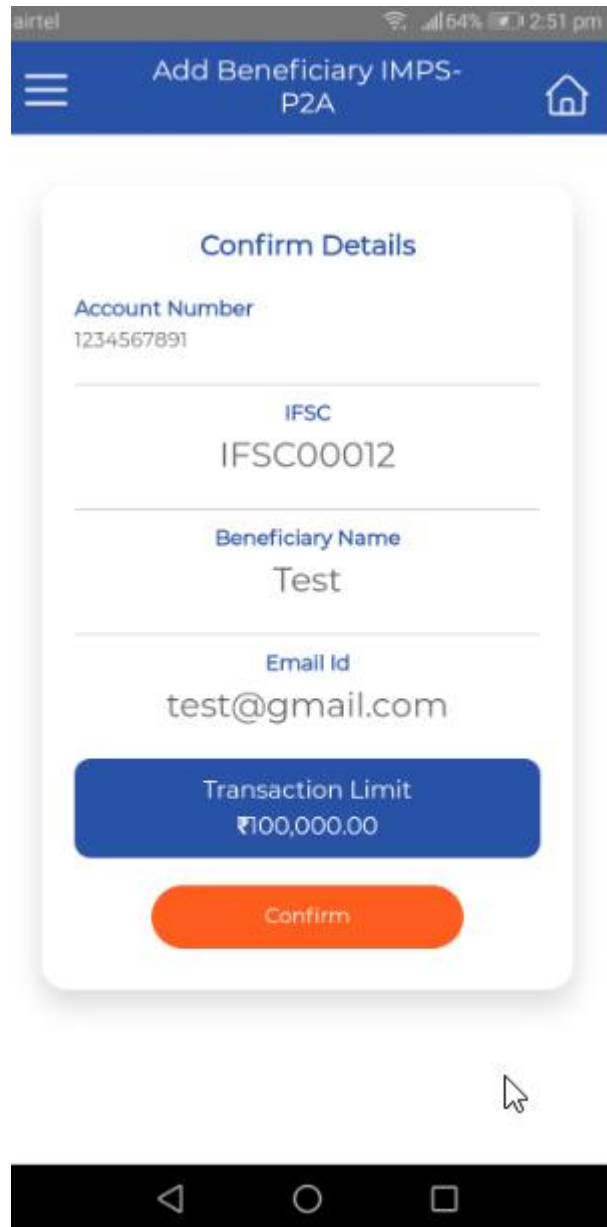 airtel 64% 2:51 pm
Add Beneficiary IMPS-
P2A
Confirm Details
Account Number
1234567891
IFSC
IFSC00012
Beneficiary Name
Test
Email Id
test@gmail.com
Transaction Limit
₹100,000.00
Confirm